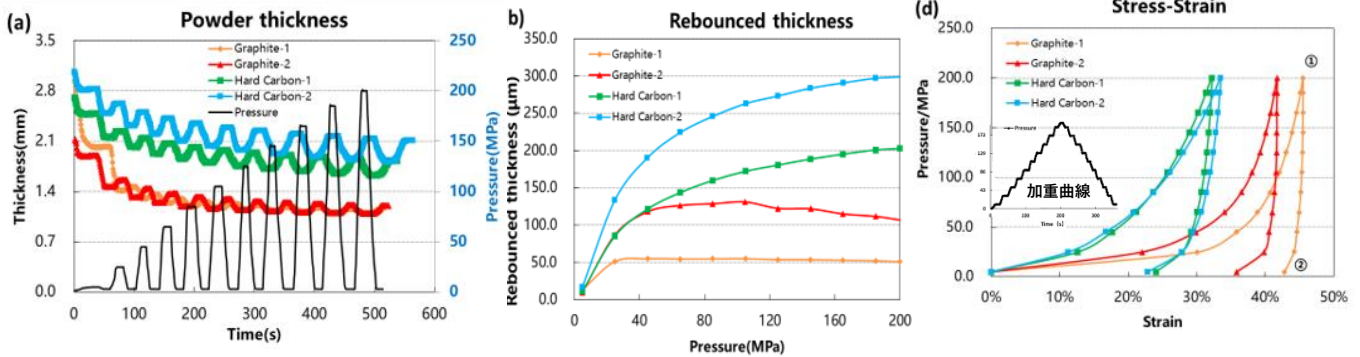 (a)
Powder thickness
Graphite-1
Graphite-2
Hard Carbon-1
Hard Carbon-2
Pressure
Thickness(mm)
3.5
2.8
2.1
1.4
0.7
0.0
Pressure(MPa)
250
200
150
100
50
0
0 100 200 300 400 500 600
Time(s)
b)
Rebounced thickness
Graphite-1
Graphite-2
Hard Carbon-1
Hard Carbon-2
Rebounced thickness (μm)
350.0
300.0
250.0
200.0
150.0
100.0
50.0
0.0
0 40 80 120 160 200
Pressure(MPa)
(d)
Stress-Strain
Graphite-1
Graphite-2
Hard Carbon-1
Hard Carbon-2
①
②
Pressure/MPa
250.0
200.0
150.0
100.0
50.0
0.0
Pressure
加重曲線
0 100 200 300
Time (s)
0% 10% 20% 30% 40% 50%
Strain